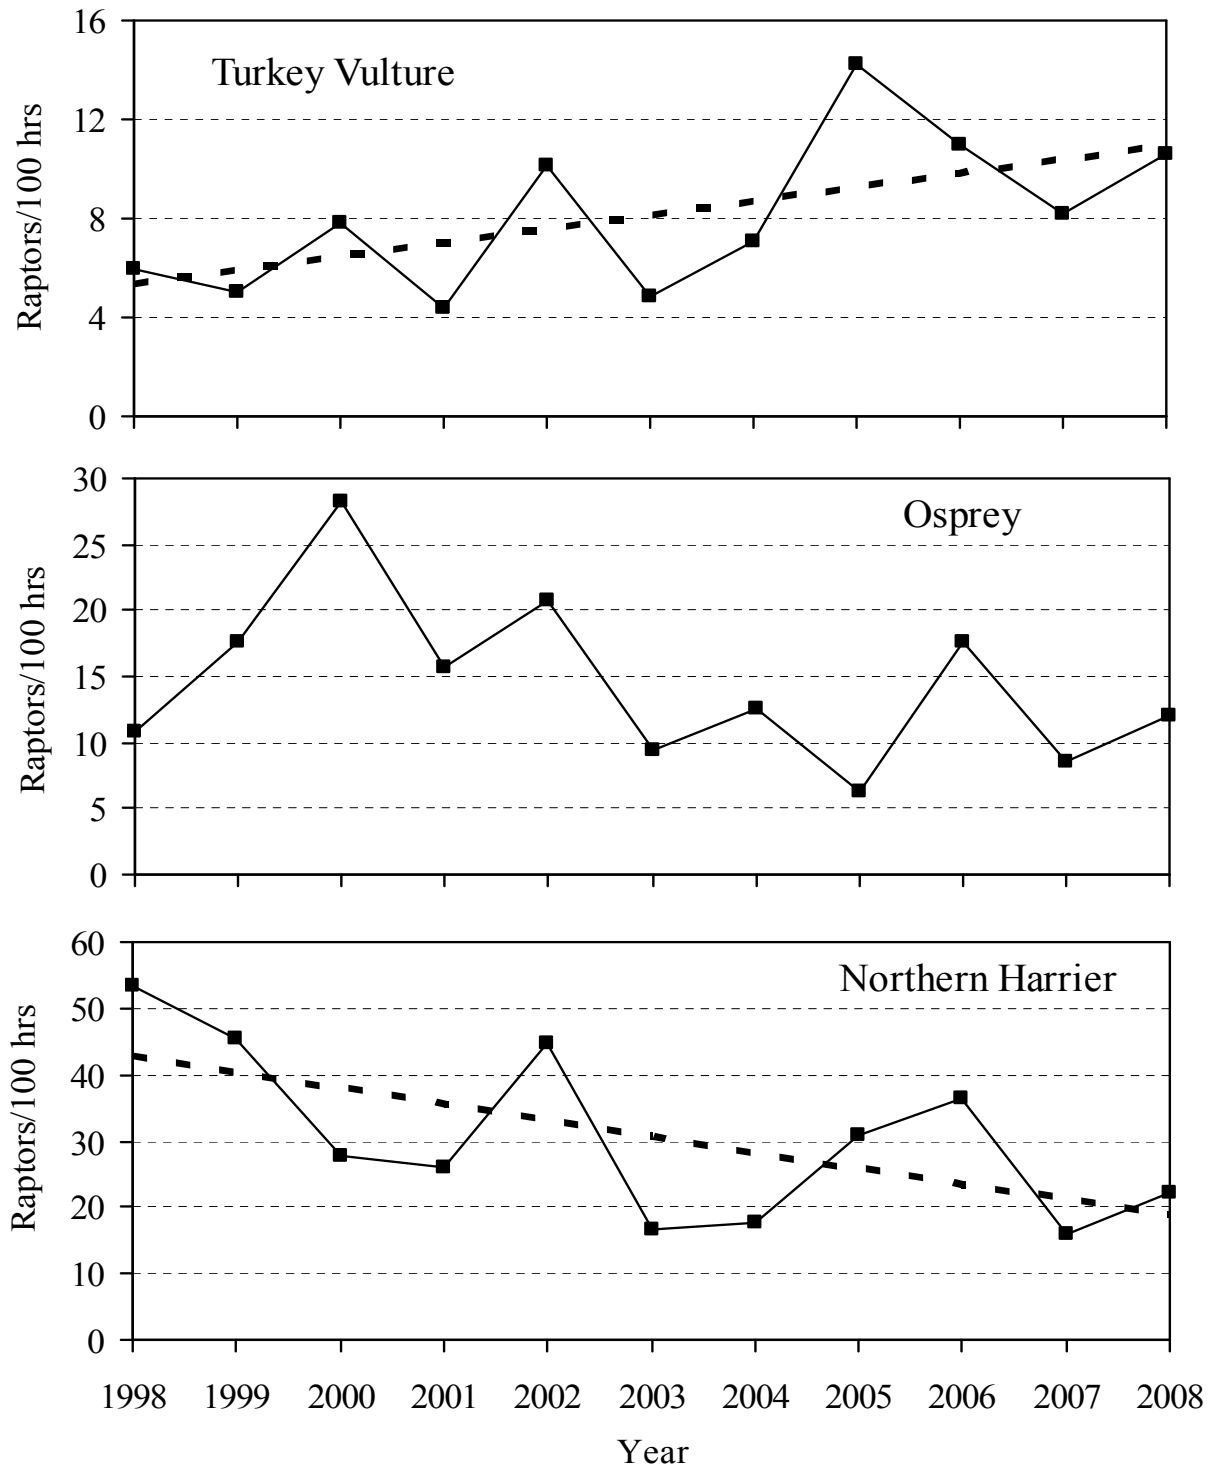 Turkey Vulture
Raptors/100 hrs
16
12
8
4
0
Osprey
Raptors/100 hrs
30
25
20
15
10
5
0
Northern Harrier
Raptors/100 hrs
60
50
40
30
20
10
0
1998 1999 2000 2001 2002 2003 2004 2005 2006 2007 2008
Year